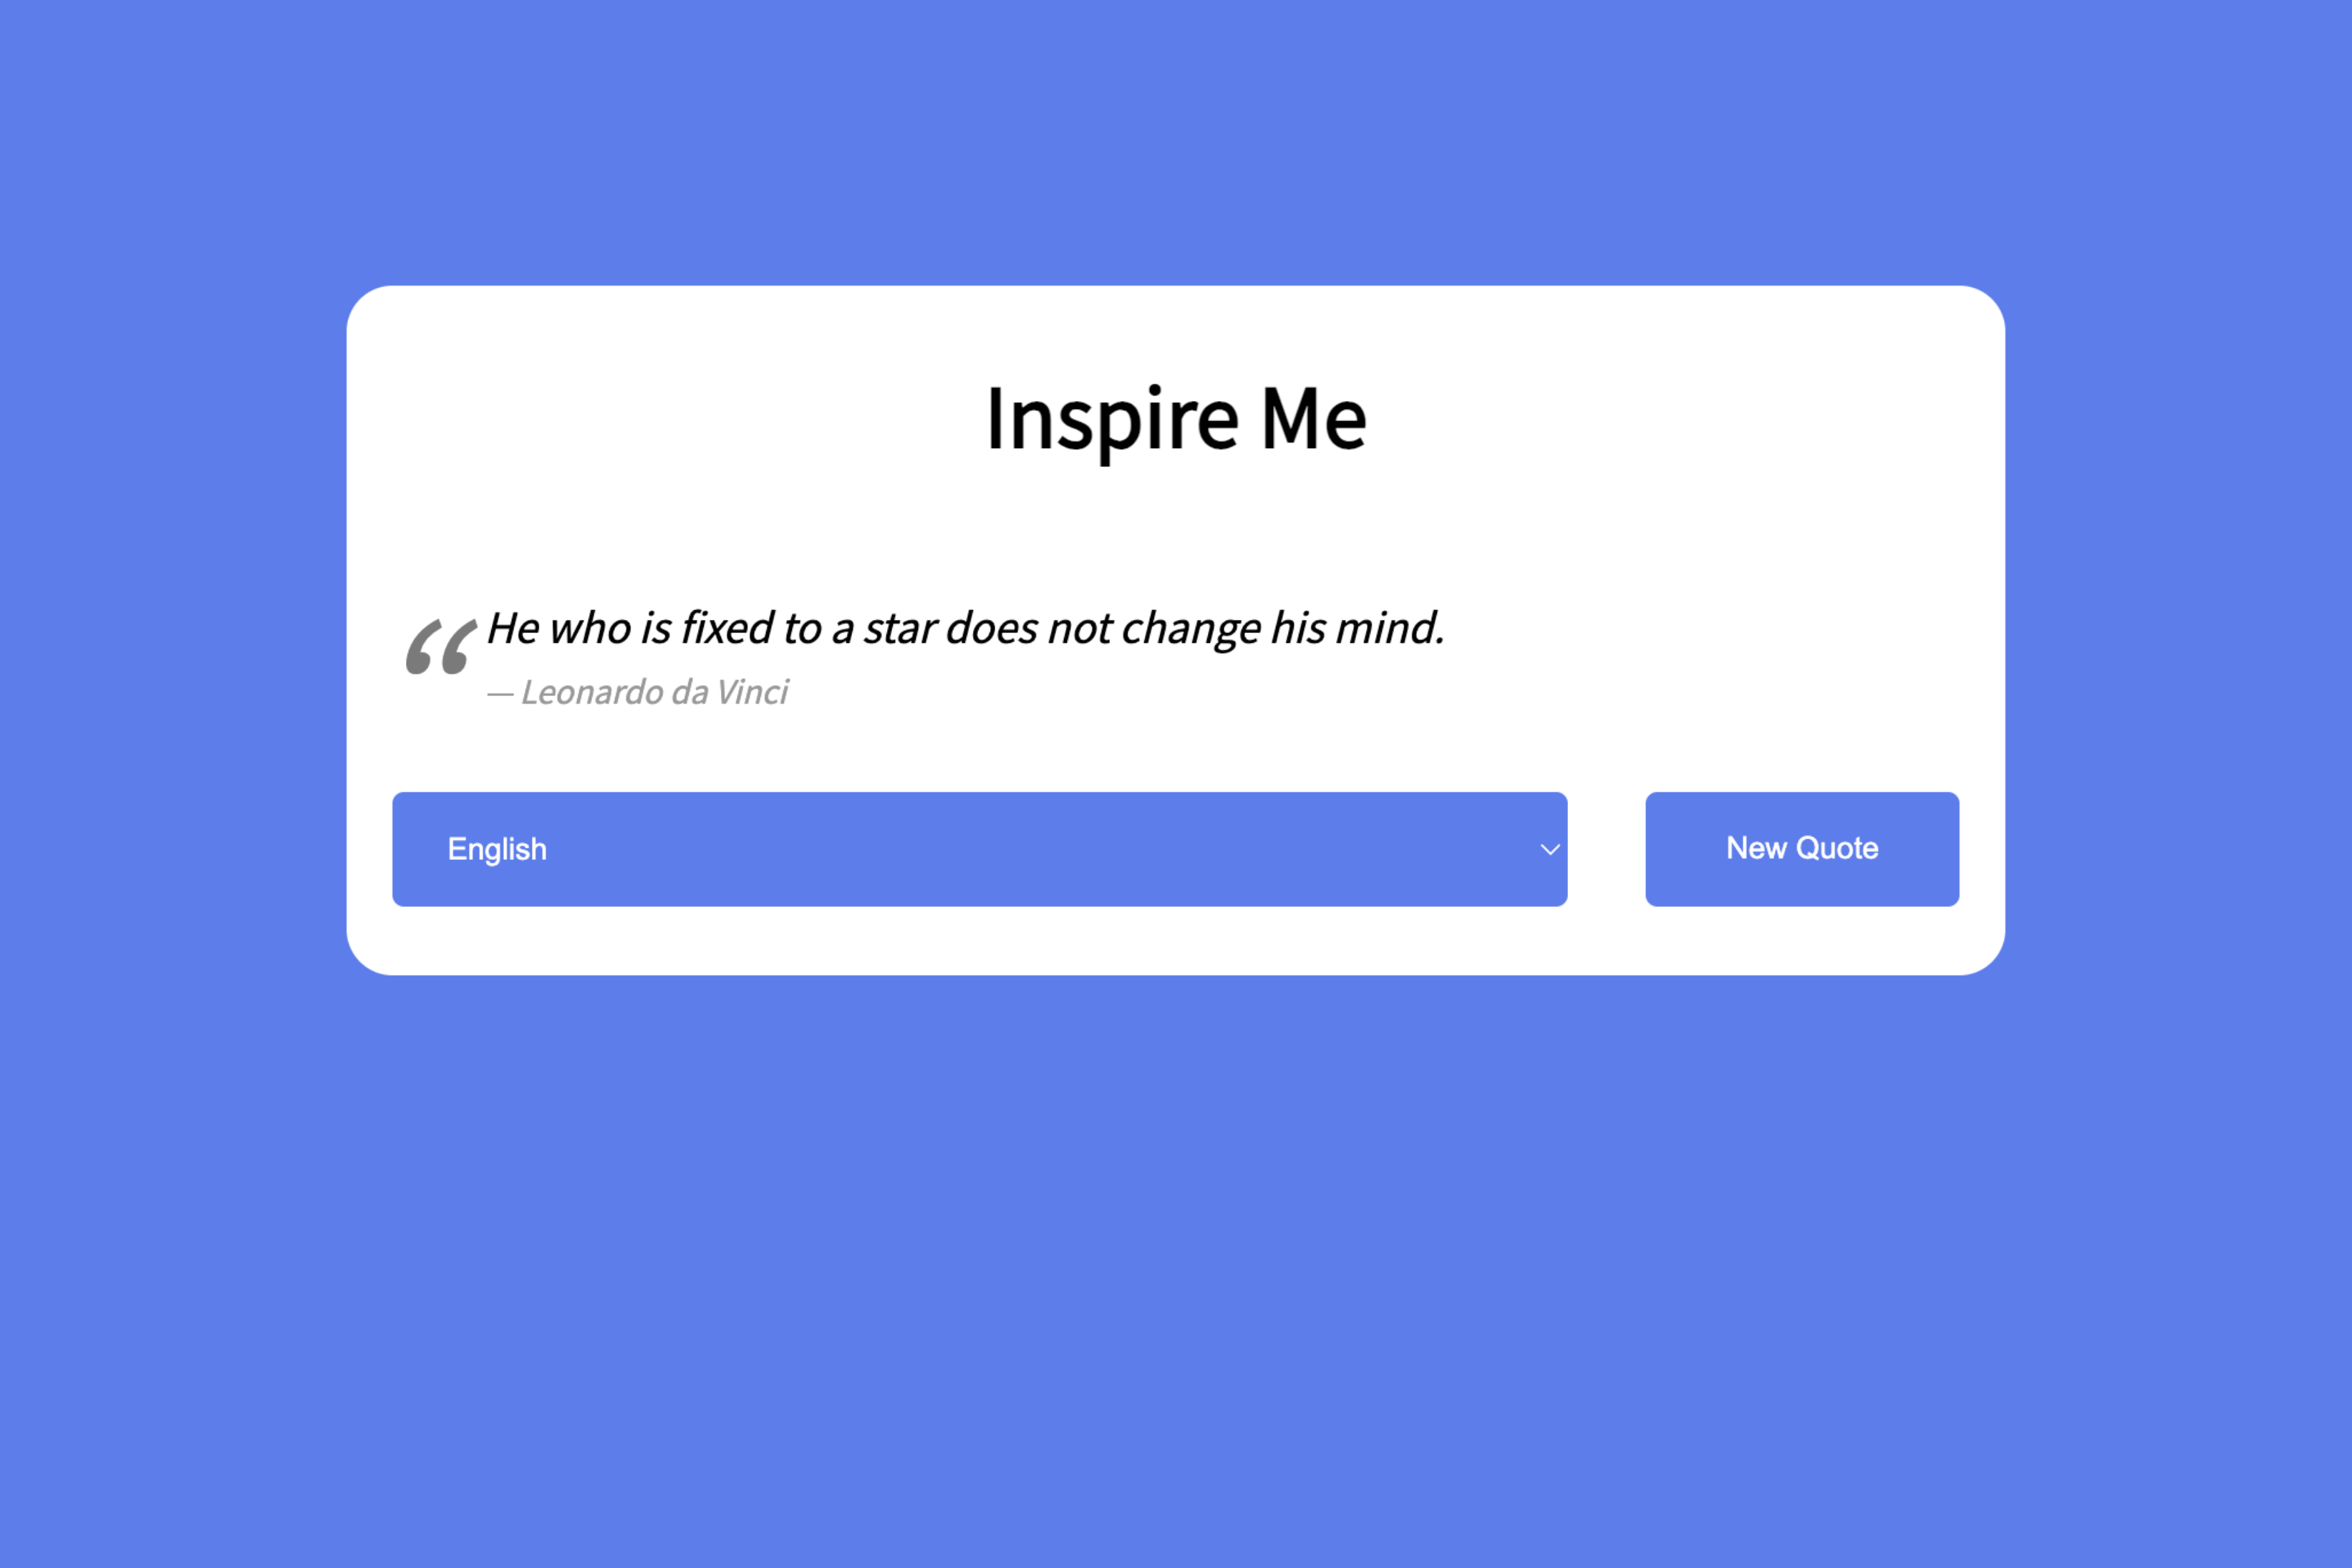 Inspire Me
“He who is fixed to a star does not change his mind.
— Leonardo da Vinci
English
New Quote